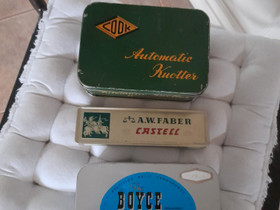 COOK
Automatic
Knotter
A.W. FABER
CASTELL
BOYCE